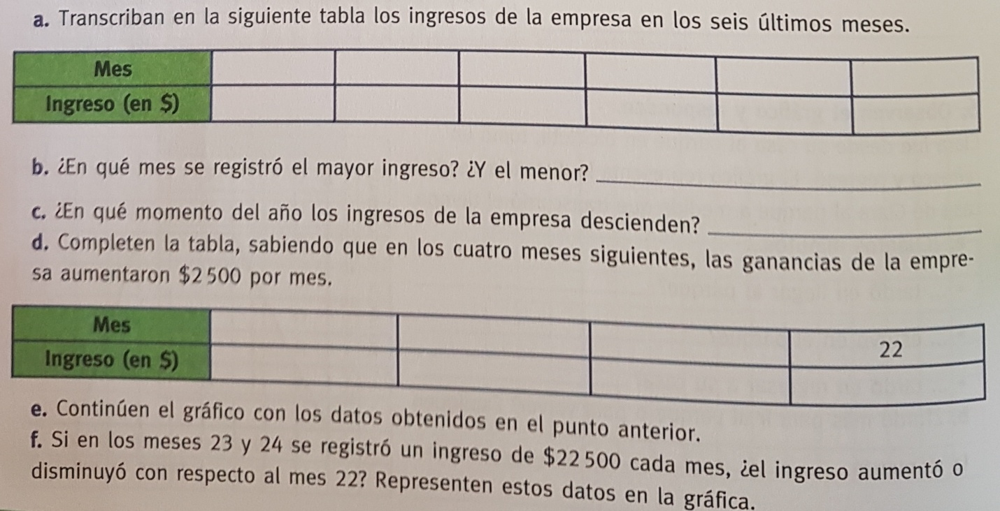 a. Transcriban en la siguiente tabla los ingresos de la empresa en los seis últimos meses.
Mes
Ingreso (en $)
b. ¿En qué mes se registró el mayor ingreso? ¿Y el menor?
c. ¿En qué momento del año los ingresos de la empresa descienden?
d. Completen la tabla, sabiendo que en los cuatro meses siguientes, las ganancias de la empre-
sa aumentaron $2 500 por mes.
Mes 22
Ingreso (en $)
e. Continúen el gráfico con los datos obtenidos en el punto anterior.
f. Si en los meses 23 y 24 se registró un ingreso de $22 500 cada mes, ¿el ingreso aumentó o
disminuyó con respecto al mes 22? Representen estos datos en la gráfica.